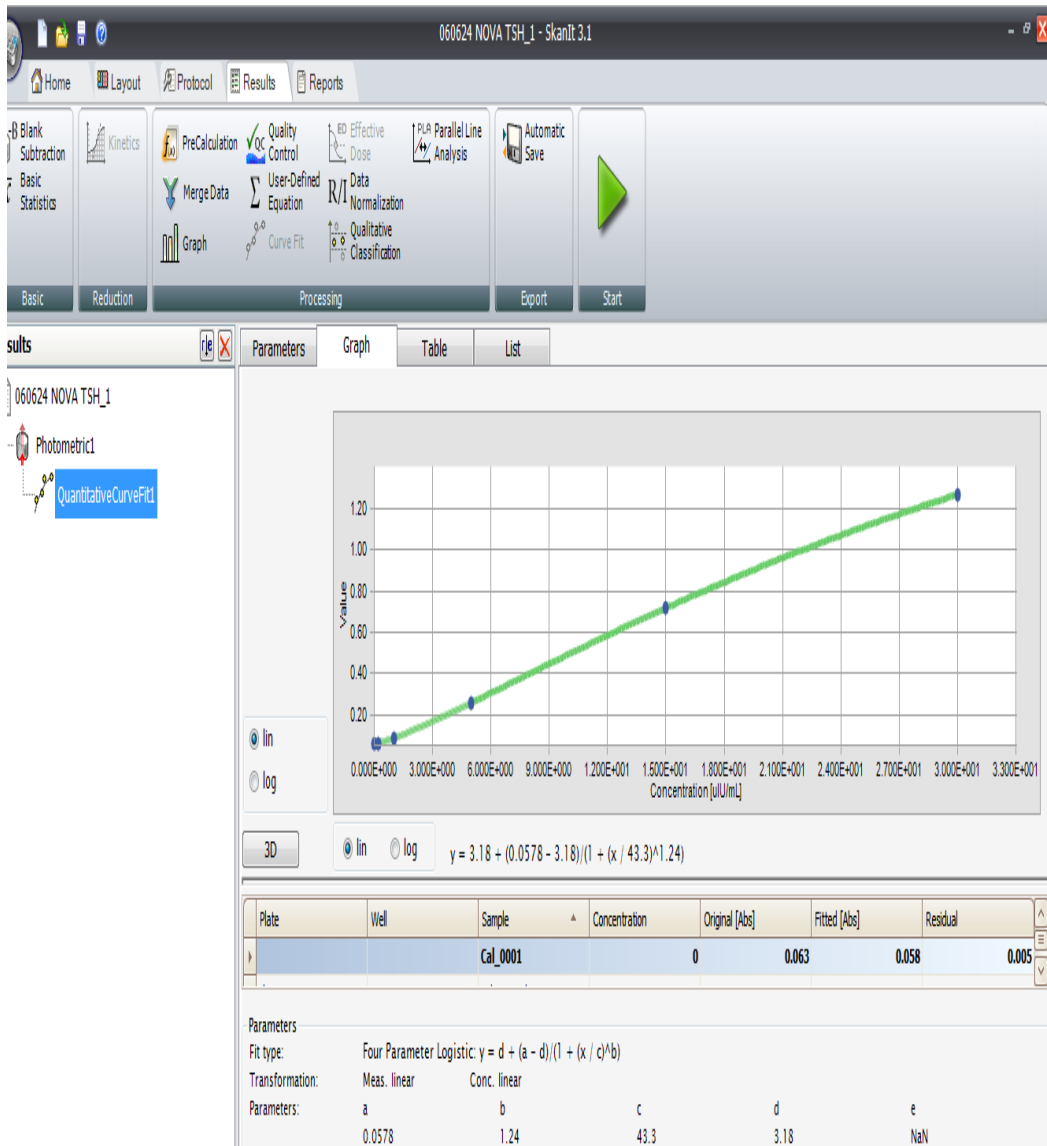 060624 NOVA TSH_1 - SkanIt 3.1
Home Layout Protocol Results Reports
Blank Subtraction
Basic Statistics
Basic
Kinetics
Reduction
PreCalculation
Merge Data
Graph
QC Quality Control
Σ User-Defined Equation
Curve Fit
ED Effective Dose
R/I Data Normalization
Qualitative Classification
PLA Parallel Line Analysis
Processing
Automatic Save
Export
Start
sults
060624 NOVA TSH_1
Photometric1
QuantitativeCurveFit1
Parameters Graph Table List
Value
1.20
1.00
0.80
0.60
0.40
0.20
0.000E+000 3.000E+000 6.000E+000 9.000E+000 1.200E+001 1.500E+001 1.800E+001 2.100E+001 2.400E+001 2.700E+001 3.000E+001 3.300E+001
Concentration [uIU/mL]
lin
log
3D lin log y = 3.18 + (0.0578 - 3.18)/(1 + (x / 43.3)^1.24)
Plate Well Sample Concentration Original [Abs] Fitted [Abs] Residual
Cal_0001 0 0.063 0.058 0.005
Parameters
Fit type: Four Parameter Logistic: y = d + (a - d)/(1 + (x / c)^b)
Transformation: Meas. linear Conc. linear
Parameters: a b c d e
0.0578 1.24 43.3 3.18 NaN